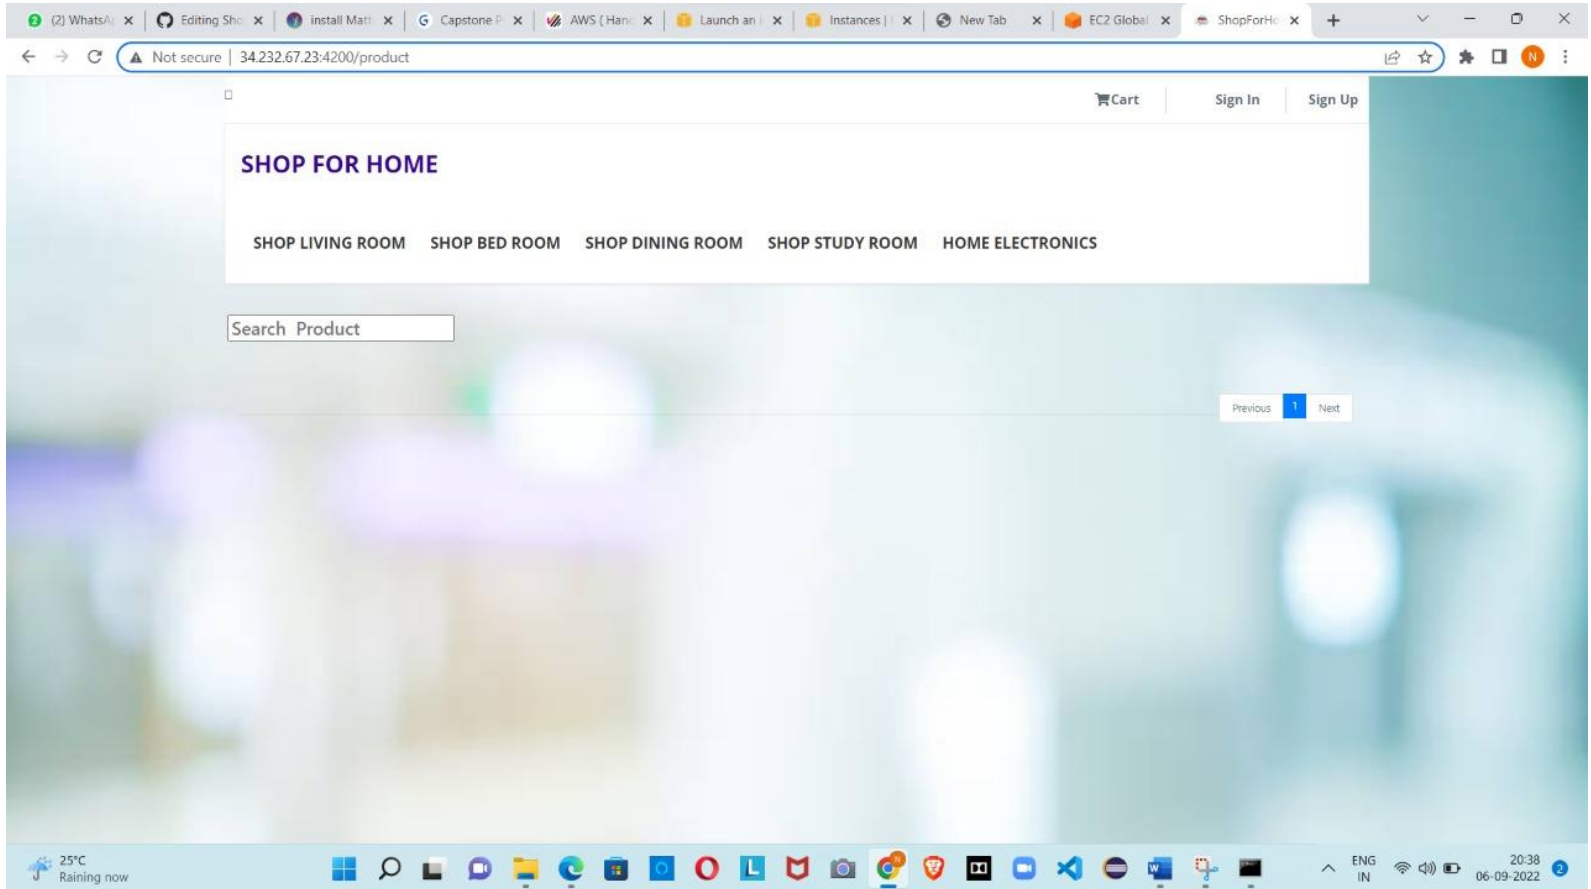 (2) WhatsA
Editing Sho
install Matt
Capstone P
AWS ( Hand
Launch an i
Instances |
New Tab
EC2 Global
ShopForHo
Not secure | 34.232.67.23:4200/product
N
Cart
Sign In
Sign Up
SHOP FOR HOME
SHOP LIVING ROOM SHOP BED ROOM SHOP DINING ROOM SHOP STUDY ROOM HOME ELECTRONICS
Search Product
Previous 1 Next
25°C
Raining now
ENG
IN
20:38
06-09-2022
2